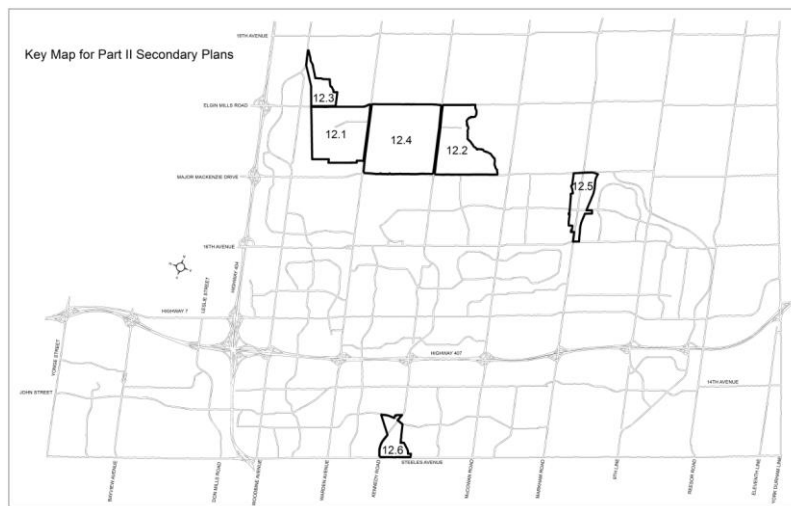 19TH AVENUE
Key Map for Part II Secondary Plans
12.3
ELGIN MILLS ROAD
12.1
12.4
12.2
MAJOR MACKENZIE DRIVE
12.5
16TH AVENUE
LESLIE STREET
HIGHWAY 404
HIGHWAY 7
YONGE STREET
HIGHWAY 407
JOHN STREET
14TH AVENUE
12.6
STEELES AVENUE
BAYVIEW AVENUE
DON MILLS ROAD
WOODBINE AVENUE
WARDEN AVENUE
KENNEDY ROAD
McCOWAN ROAD
MARKHAM ROAD
9TH LINE
REESOR ROAD
ELEVENTH LINE
YORK DURHAM LINE